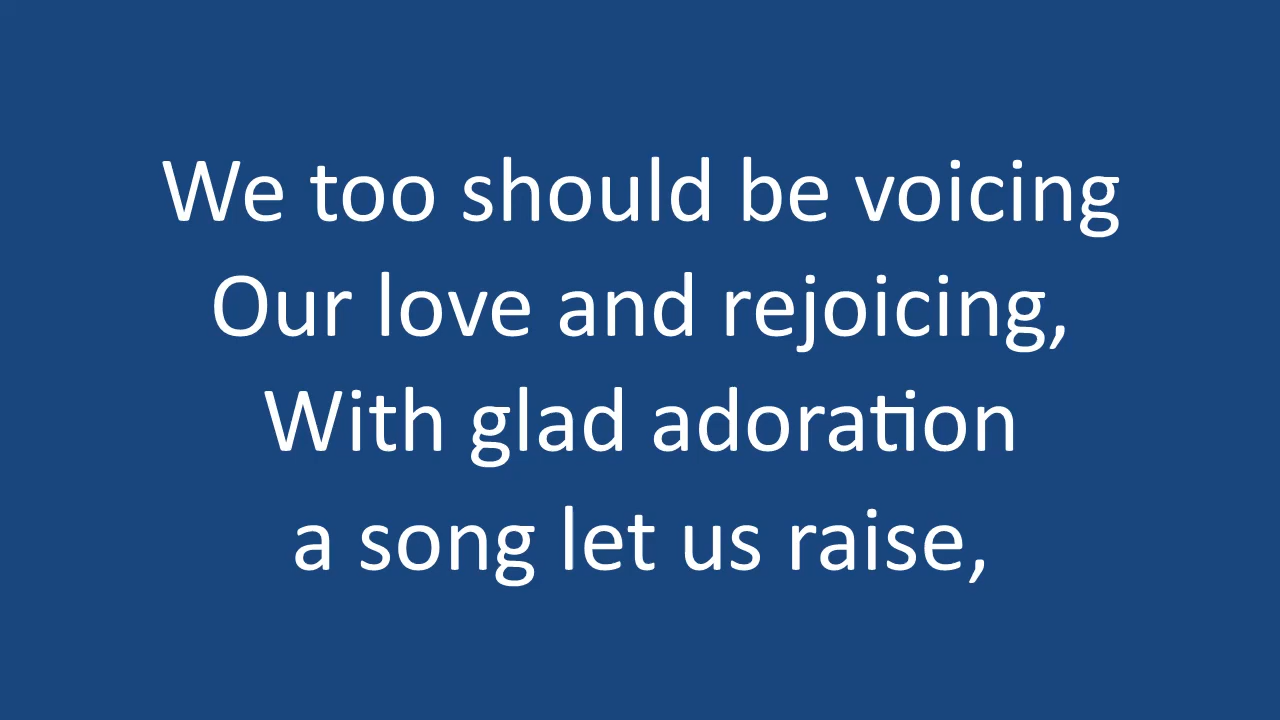 We too should be voicing
Our love and rejoicing,
With glad adoration
a song let us raise,